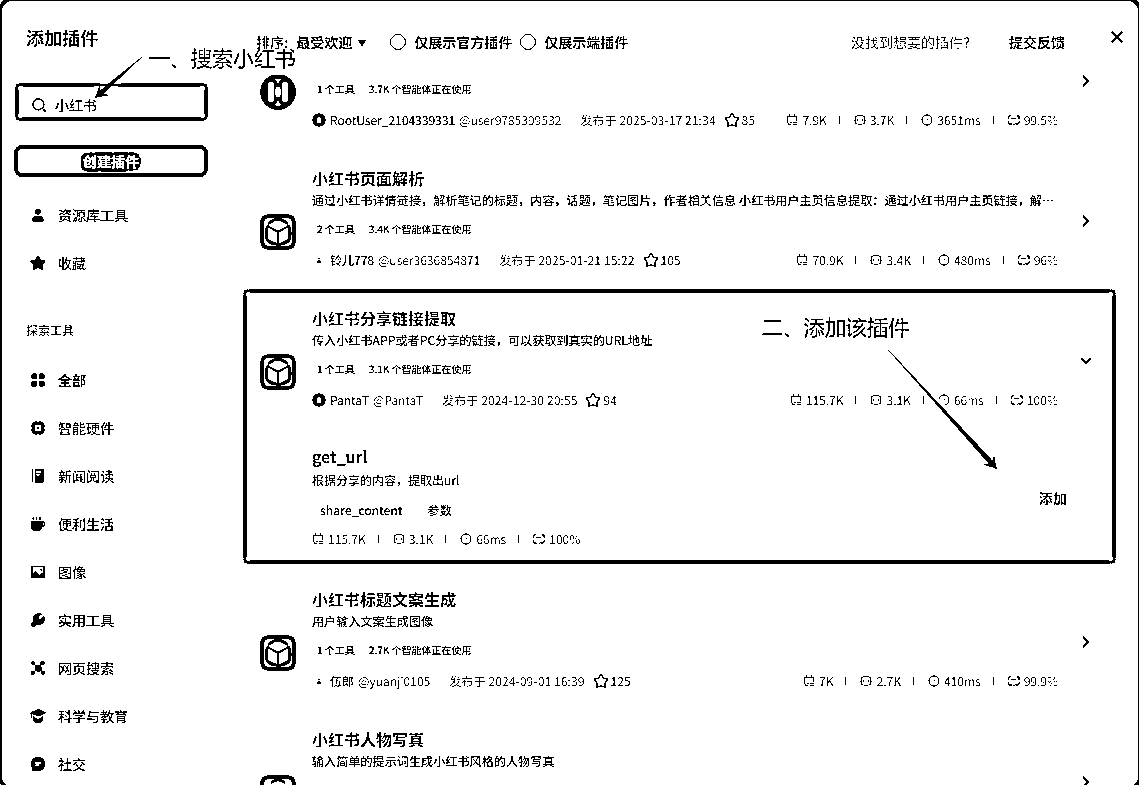 添加插件
排序： 最受欢迎 仅展示官方插件 仅展示端插件 没找到想要的插件？ 提交反馈
一、搜索小红书
小红书
创建插件
资源库工具
收藏
探索工具
全部
智能硬件
新闻阅读
便利生活
图像
实用工具
网页搜索
科学与教育
社交
1个工具 3.7K 个智能体正在使用
RootUser_2104339331 @user9785309532 发布于 2025-03-17 21:34 85 7.9K 3.7K 3651ms 99.5%
小红书页面解析
通过小红书详情链接，解析笔记的标题，内容，话题，笔记图片，作者相关信息 小红书用户主页信息提取：通过小红书用户主页链接，解…
2个工具 3.4K 个智能体正在使用
铃儿778 @user3636854871 发布于 2025-01-21 15:22 105 70.9K 3.4K 480ms 96%
小红书分享链接提取
传入小红书APP或者PC分享的链接，可以获取到真实的URL地址
二、添加该插件
1个工具 3.1K 个智能体正在使用
PantaT @PantaT 发布于 2024-12-30 20:55 94 115.7K 3.1K 66ms 100%
get_url
根据分享的内容，提取出url
share_content 参数
添加
115.7K 3.1K 66ms 100%
小红书标题文案生成
用户输入文案生成图像
1个工具 2.7K 个智能体正在使用
伍郎 @yuanj0105 发布于 2024-09-01 16:39 125 7K 2.7K 410ms 99.9%
小红书人物写真
输入简单的提示词生成小红书风格的人物写真